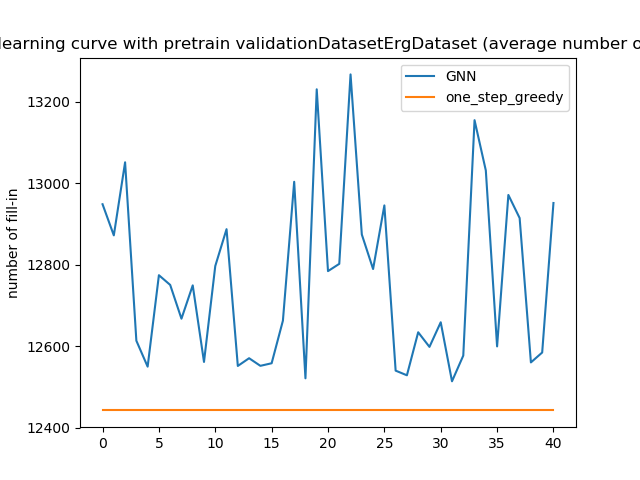 learning curve with pretrain validationDatasetErgDataset (average number o
GNN
one_step_greedy
number of fill-in
13200
13000
12800
12600
12400
0 5 10 15 20 25 30 35 40